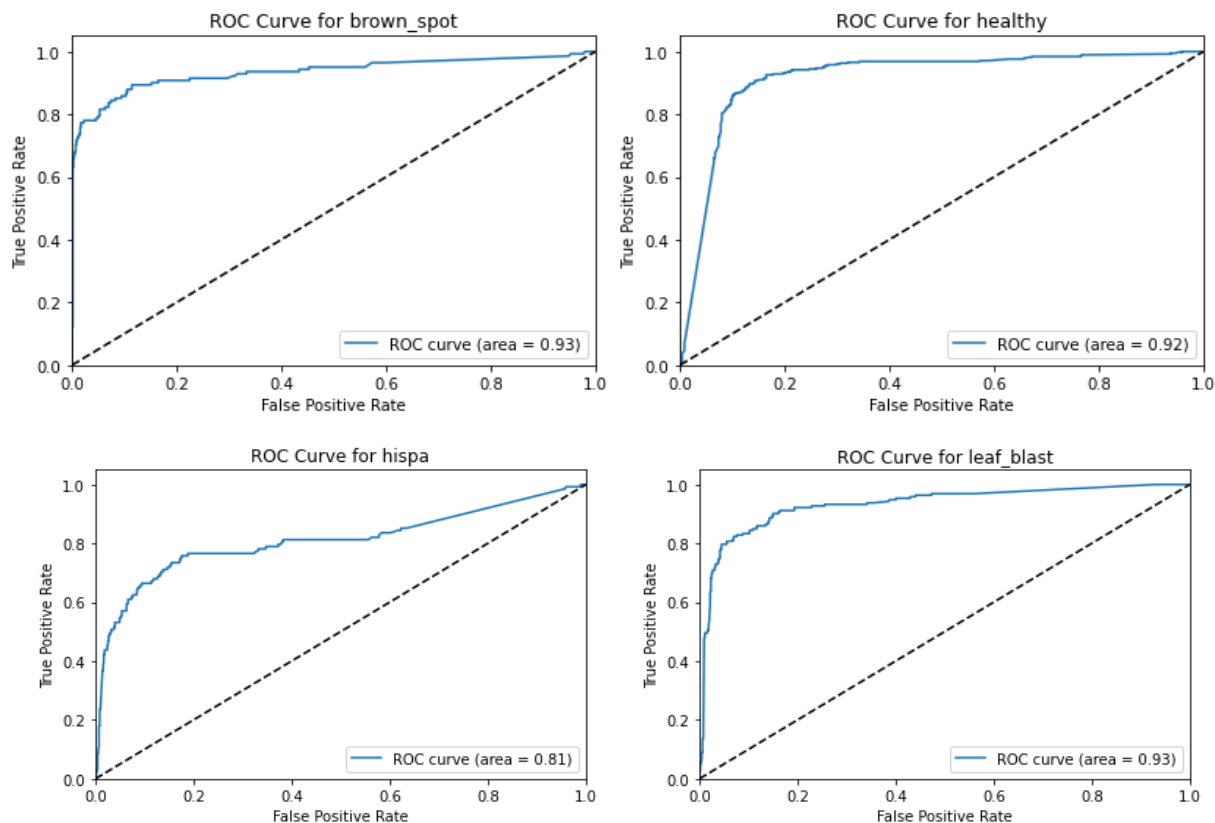 ROC Curve for brown_spot
True Positive Rate
1.0
0.8
0.6
0.4
0.2
0.0
0.0 0.2 0.4 0.6 0.8 1.0
False Positive Rate
ROC curve (area = 0.93)
ROC Curve for healthy
True Positive Rate
1.0
0.8
0.6
0.4
0.2
0.0
0.0 0.2 0.4 0.6 0.8 1.0
False Positive Rate
ROC curve (area = 0.92)
ROC Curve for hispa
True Positive Rate
1.0
0.8
0.6
0.4
0.2
0.0
0.0 0.2 0.4 0.6 0.8 1.0
False Positive Rate
ROC curve (area = 0.81)
ROC Curve for leaf_blast
True Positive Rate
1.0
0.8
0.6
0.4
0.2
0.0
0.0 0.2 0.4 0.6 0.8 1.0
False Positive Rate
ROC curve (area = 0.93)